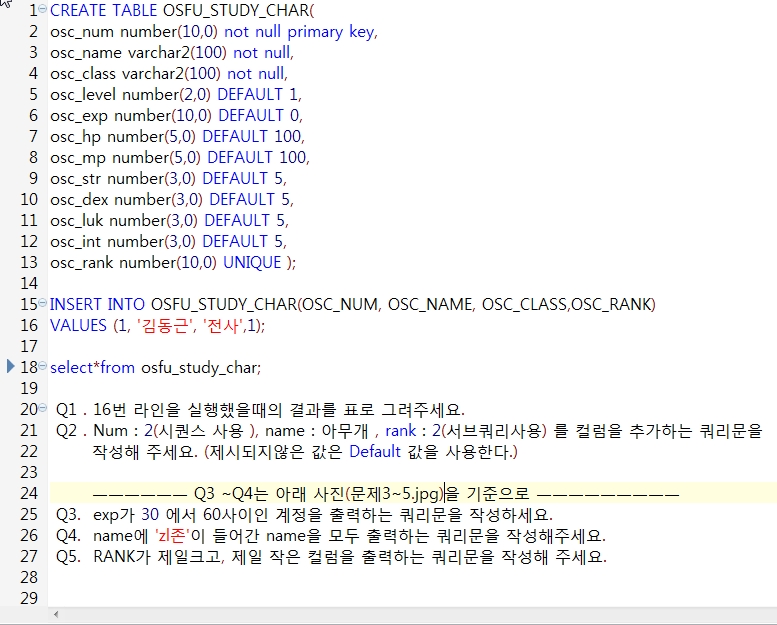 1 CREATE TABLE OSFU_STUDY_CHAR(
2 osc_num number(10,0) not null primary key,
3 osc_name varchar2(100) not null,
4 osc_class varchar2(100) not null,
5 osc_level number(2,0) DEFAULT 1,
6 osc_exp number(10,0) DEFAULT 0,
7 osc_hp number(5,0) DEFAULT 100,
8 osc_mp number(5,0) DEFAULT 100,
9 osc_str number(3,0) DEFAULT 5,
10 osc_dex number(3,0) DEFAULT 5,
11 osc_luk number(3,0) DEFAULT 5,
12 osc_int number(3,0) DEFAULT 5,
13 osc_rank number(10,0) UNIQUE );
14
15 INSERT INTO OSFU_STUDY_CHAR(OSC_NUM, OSC_NAME, OSC_CLASS,OSC_RANK)
16 VALUES (1, '김동근', '전사',1);
17
18 select*from osfu_study_char;
19
20 Q1 . 16번 라인을 실행했을때의 결과를 표로 그려주세요.
21 Q2 . Num : 2(시퀀스 사용 ), name : 아무개 , rank : 2(서브쿼리사용) 를 컬럼을 추가하는 쿼리문을
22 작성해 주세요. (제시되지않은 값은 Default 값을 사용한다.)
23
24 —————— Q3 ~Q4는 아래 사진(문제3~5.jpg)을 기준으로 —————————
25 Q3. exp가 30 에서 60사이인 계정을 출력하는 쿼리문을 작성하세요.
26 Q4. name에 'zl존'이 들어간 name을 모두 출력하는 쿼리문을 작성해주세요.
27 Q5. RANK가 제일크고, 제일 작은 컬럼을 출력하는 쿼리문을 작성해 주세요.
28
29